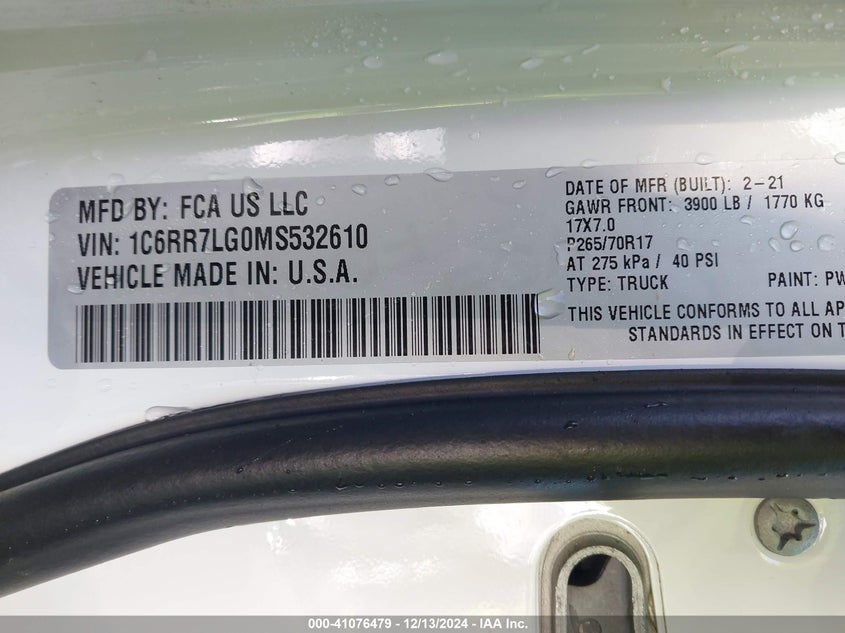 MFD BY: FCA US LLC
VIN: 1C6RR7LG0MS532610
VEHICLE MADE IN: U.S.A.
DATE OF MFR (BUILT): 2-21
GAWR FRONT: 3900 LB / 1770 KG
17X7.0
P265/70R17
AT 275 kPa / 40 PSI
TYPE: TRUCK PAINT: PW
THIS VEHICLE CONFORMS TO ALL AP
STANDARDS IN EFFECT ON T
000-41076479 - 12/13/2024 - IAA Inc.